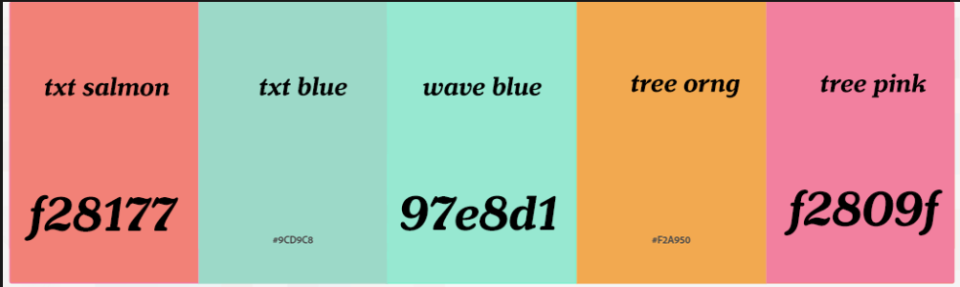 txt salmon
txt blue
wave blue
tree orng
tree pink
f28177
#9CD9C8
97e8d1
#F2A950
f2809f